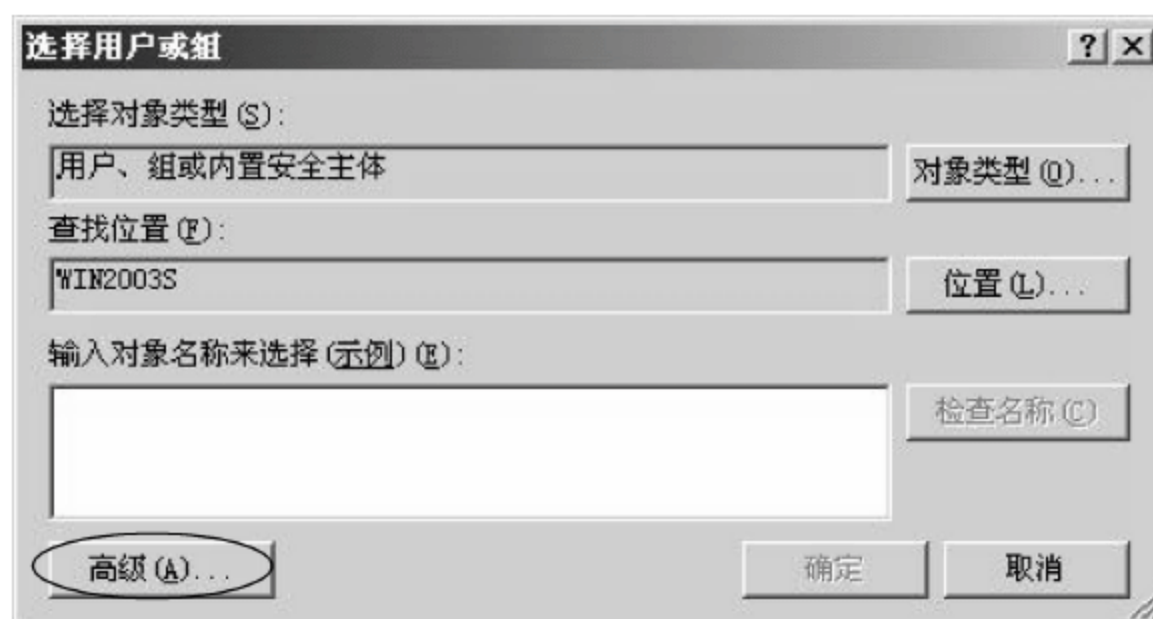 选择用户或组
选择对象类型(S):
用户、组或内置安全主体 对象类型(O)...
查找位置(F):
WIN2003S 位置(L)...
输入对象名称来选择(示例)(E):
检查名称(C)
高级(A)... 确定 取消